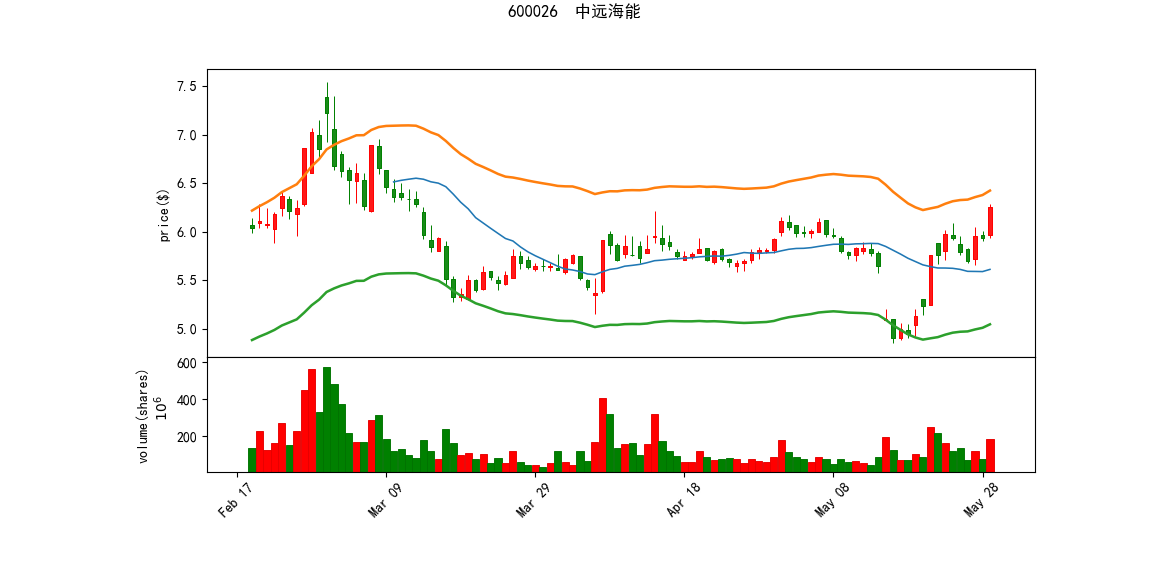 600026  中远海能
price($)
7.5
7.0
6.5
6.0
5.5
5.0
volume(shares)
10^6
600
400
200
Feb 17
Mar 09
Mar 29
Apr 18
May 08
May 28